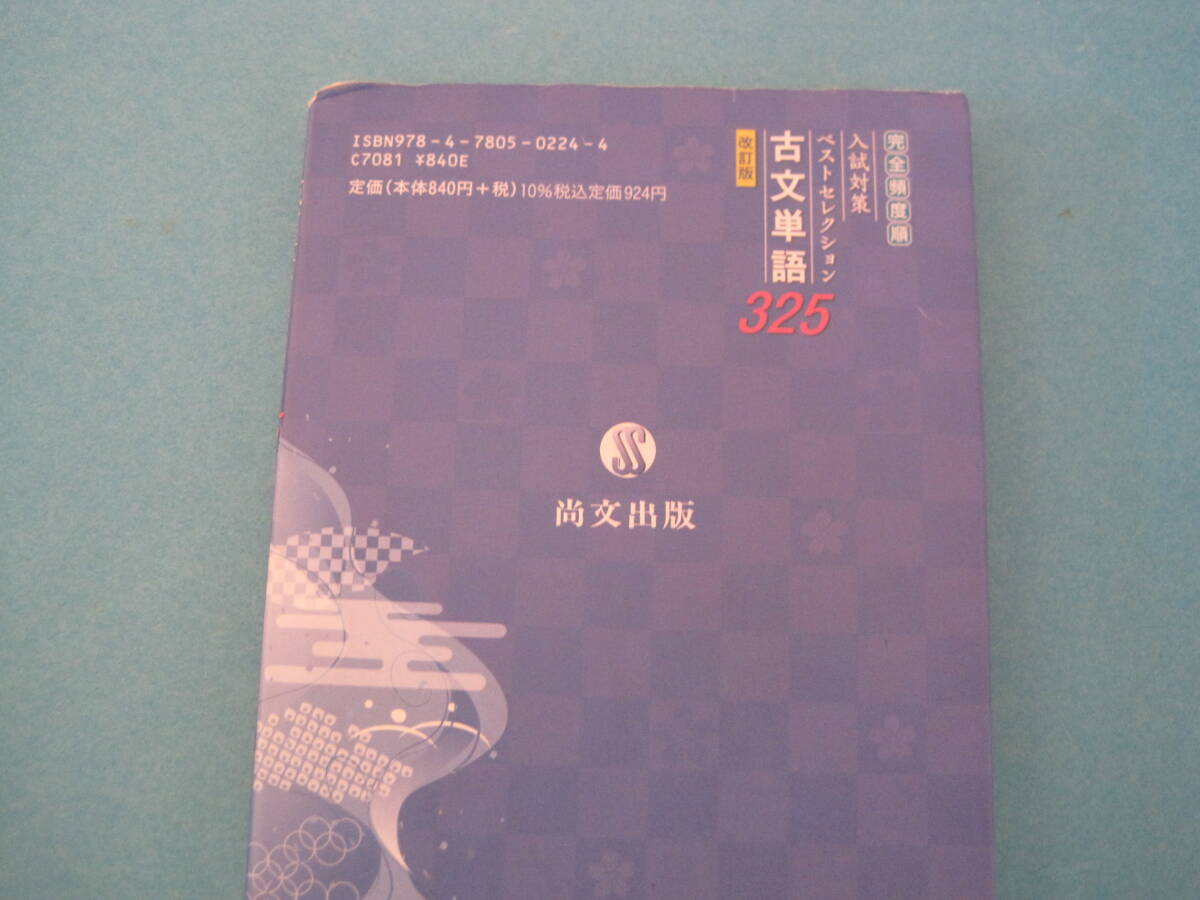 ISBN978-4-7805-0224-4
C7081 ¥840E
定価(本体840円+税)10%税込定価924円
完全頻度順
入試対策
ベストセレクション
古文単語
325
改訂版
SS
尚文出版